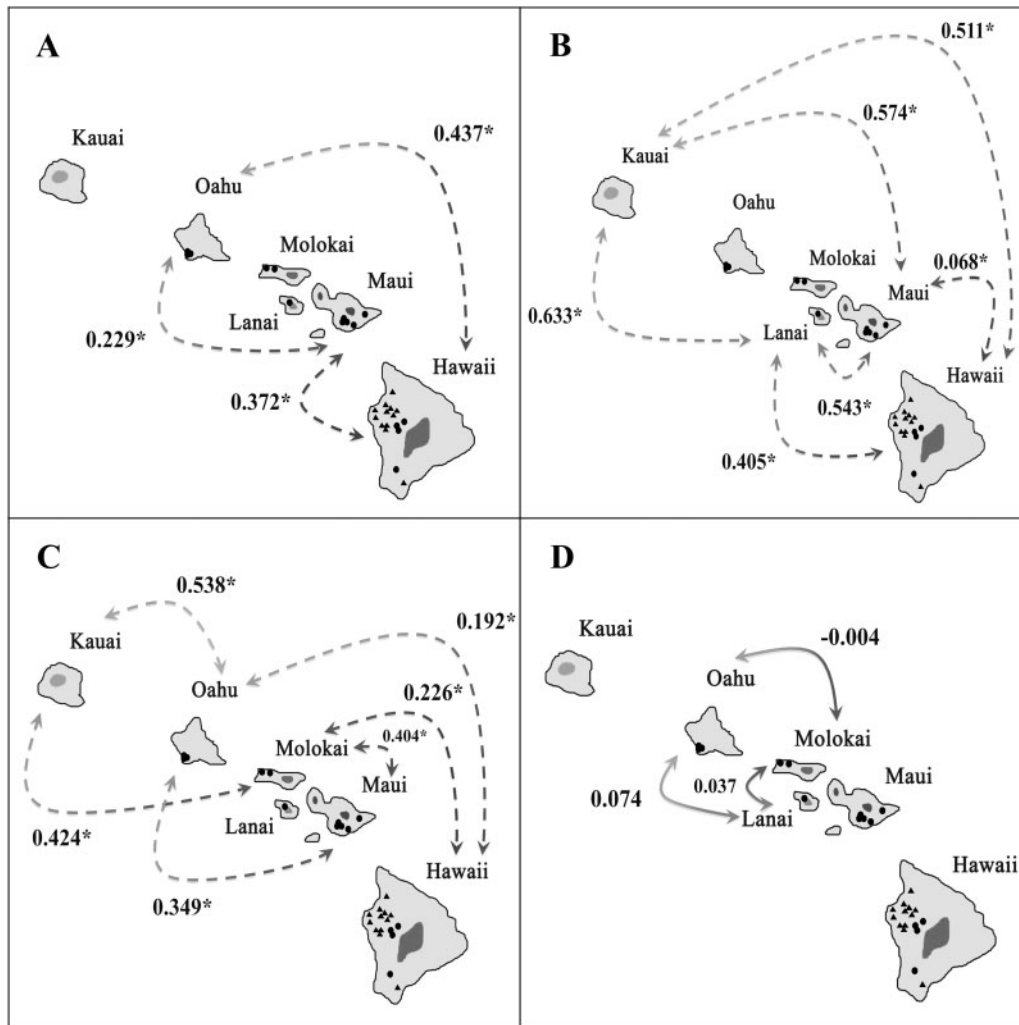 A
Kauai
0.437*
Oahu
Molokai
Maui
0.229*
Lanai
Hawaii
0.372*
B
0.511*
0.574*
Kauai
Oahu
Molokai
0.068*
Maui
0.633*
Lanai
Hawaii
0.543*
0.405*
C
0.538*
0.192*
Kauai
Oahu
0.226*
0.404*
Molokai
Maui
Lanai
0.424*
Hawaii
0.349*
D
-0.004
Kauai
Oahu
Molokai
Maui
0.037
0.074
Lanai
Hawaii